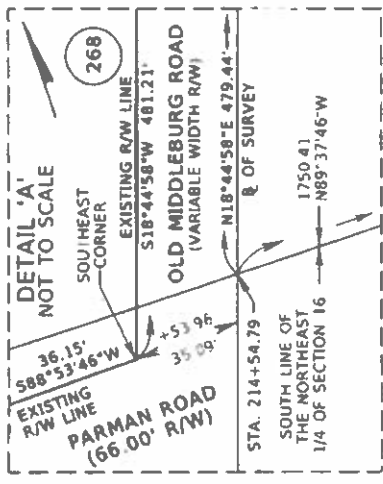 DETAIL 'A'
NOT TO SCALE
268
SOUTHEAST
CORNER
EXISTING R/W LINE
S18°44'58"W 481.21'
OLD MIDDLEBURG ROAD
(VARIABLE WIDTH R/W)
N18°44'58"E 479.44'
℄ OF SURVEY
36.15'
S88°53'46"W
EXISTING
R/W LINE
PARMAN ROAD
(66.00' R/W)
+53.96
35.09'
STA. 214+54.79
SOUTH LINE OF
THE NORTHEAST
1/4 OF SECTION 16
1750.41
N89°37'46"W